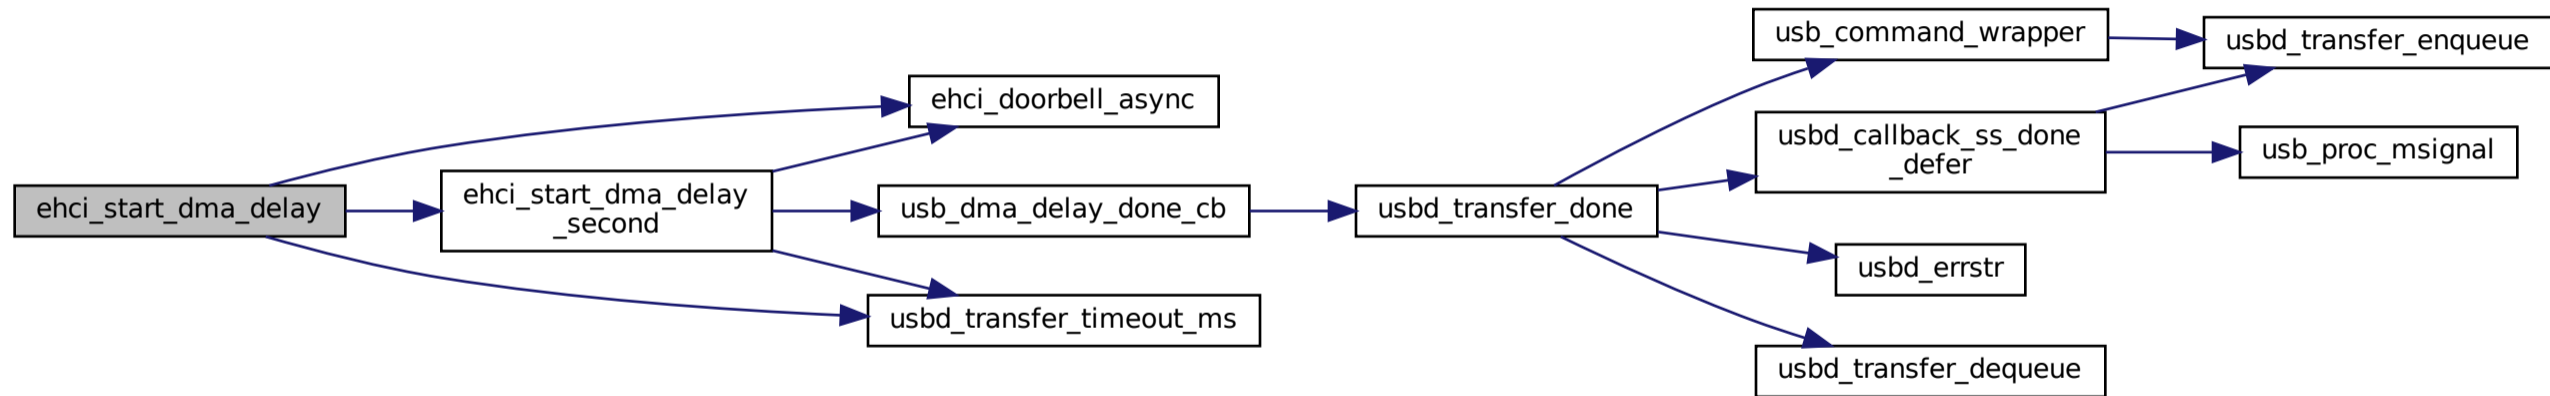 ehci_start_dma_delay
ehci_start_dma_delay
_second
ehci_doorbell_async
usb_dma_delay_done_cb
usbd_transfer_timeout_ms
usbd_transfer_done
usb_command_wrapper
usbd_callback_ss_done
_defer
usbd_errstr
usbd_transfer_dequeue
usbd_transfer_enqueue
usb_proc_msignal